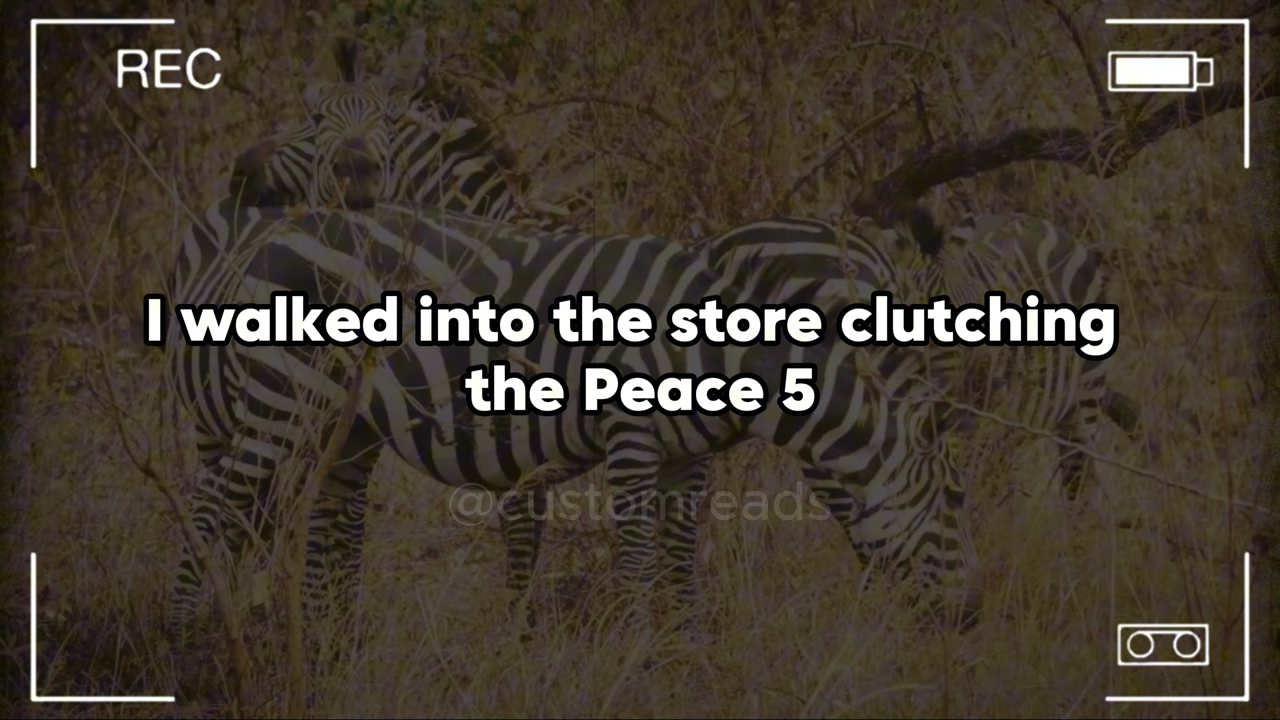 REC
I walked into the store clutching
the Peace 5
@customreads